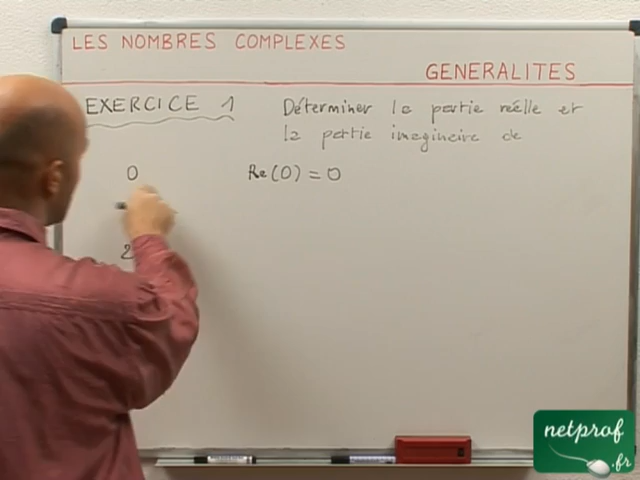 LES NOMBRES COMPLEXES
GENERALITES
EXERCICE 1 Déterminer la partie réelle et
la partie imaginaire de
0 Re(0) = 0
2
netprof
.fr